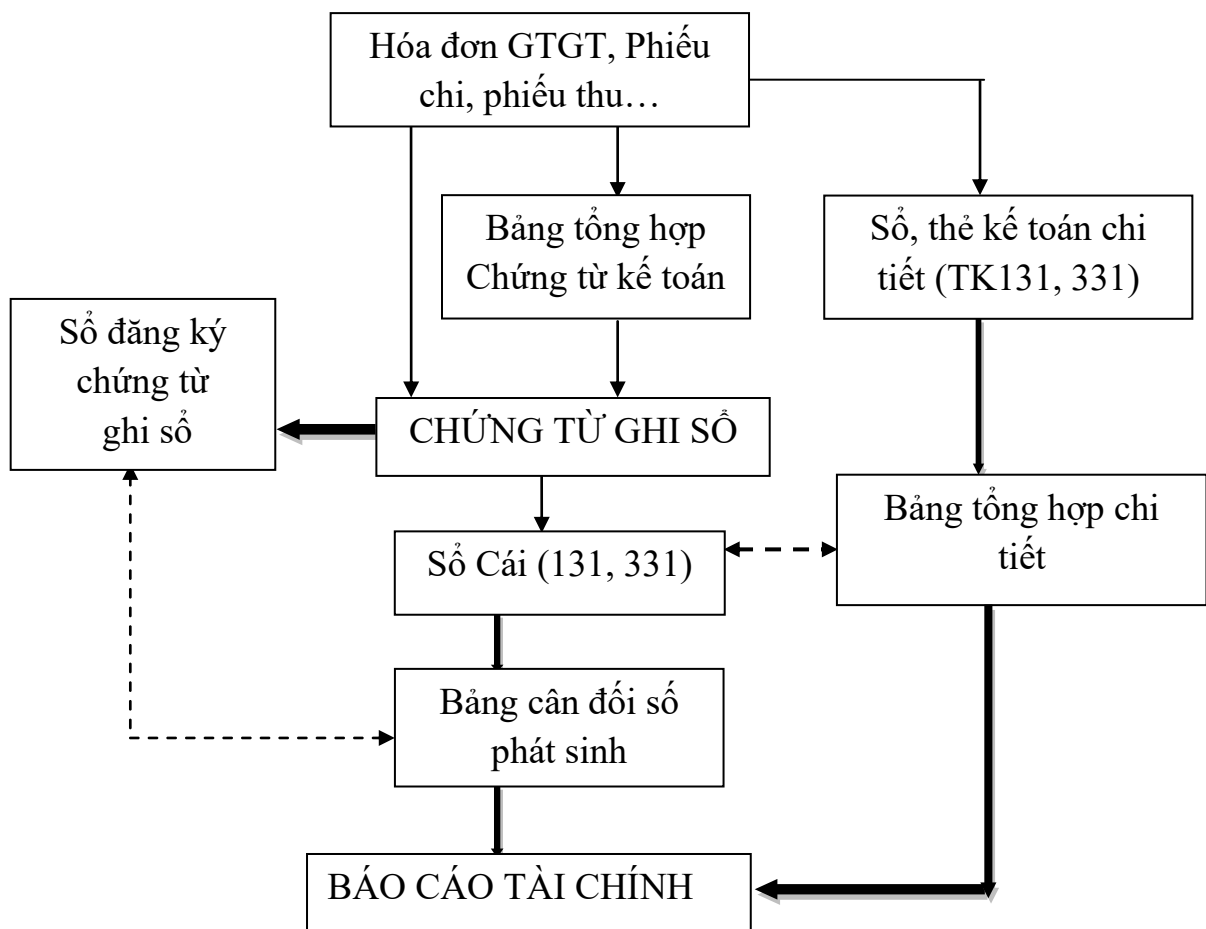 Hóa đơn GTGT, Phiếu
chi, phiếu thu…
Bảng tổng hợp
Chứng từ kế toán
Sổ, thẻ kế toán chi
tiết (TK131, 331)
Sổ đăng ký
chứng từ
ghi sổ
CHỨNG TỪ GHI SỔ
Bảng tổng hợp chi
tiết
Sổ Cái (131, 331)
Bảng cân đối số
phát sinh
BÁO CÁO TÀI CHÍNH